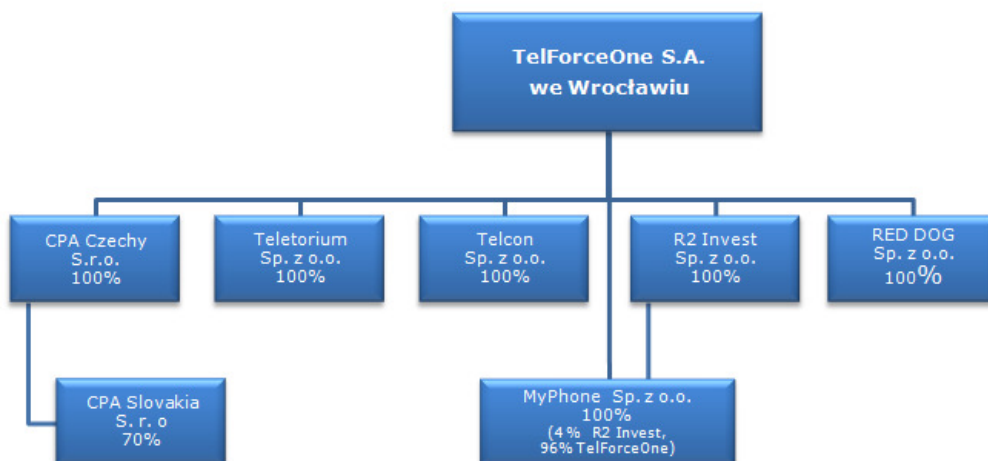 TelForceOne S.A.
we Wrocławiu
CPA Czechy
S.r.o.
100%
Teletorium
Sp. z o.o.
100%
Telcon
Sp. z o.o.
100%
R2 Invest
Sp. z o.o.
100%
RED DOG
Sp. z o.o.
100%
CPA Slovakia
S. r. o
70%
MyPhone Sp. z o.o.
100%
(4 % R2 Invest,
96% TelForceOne)